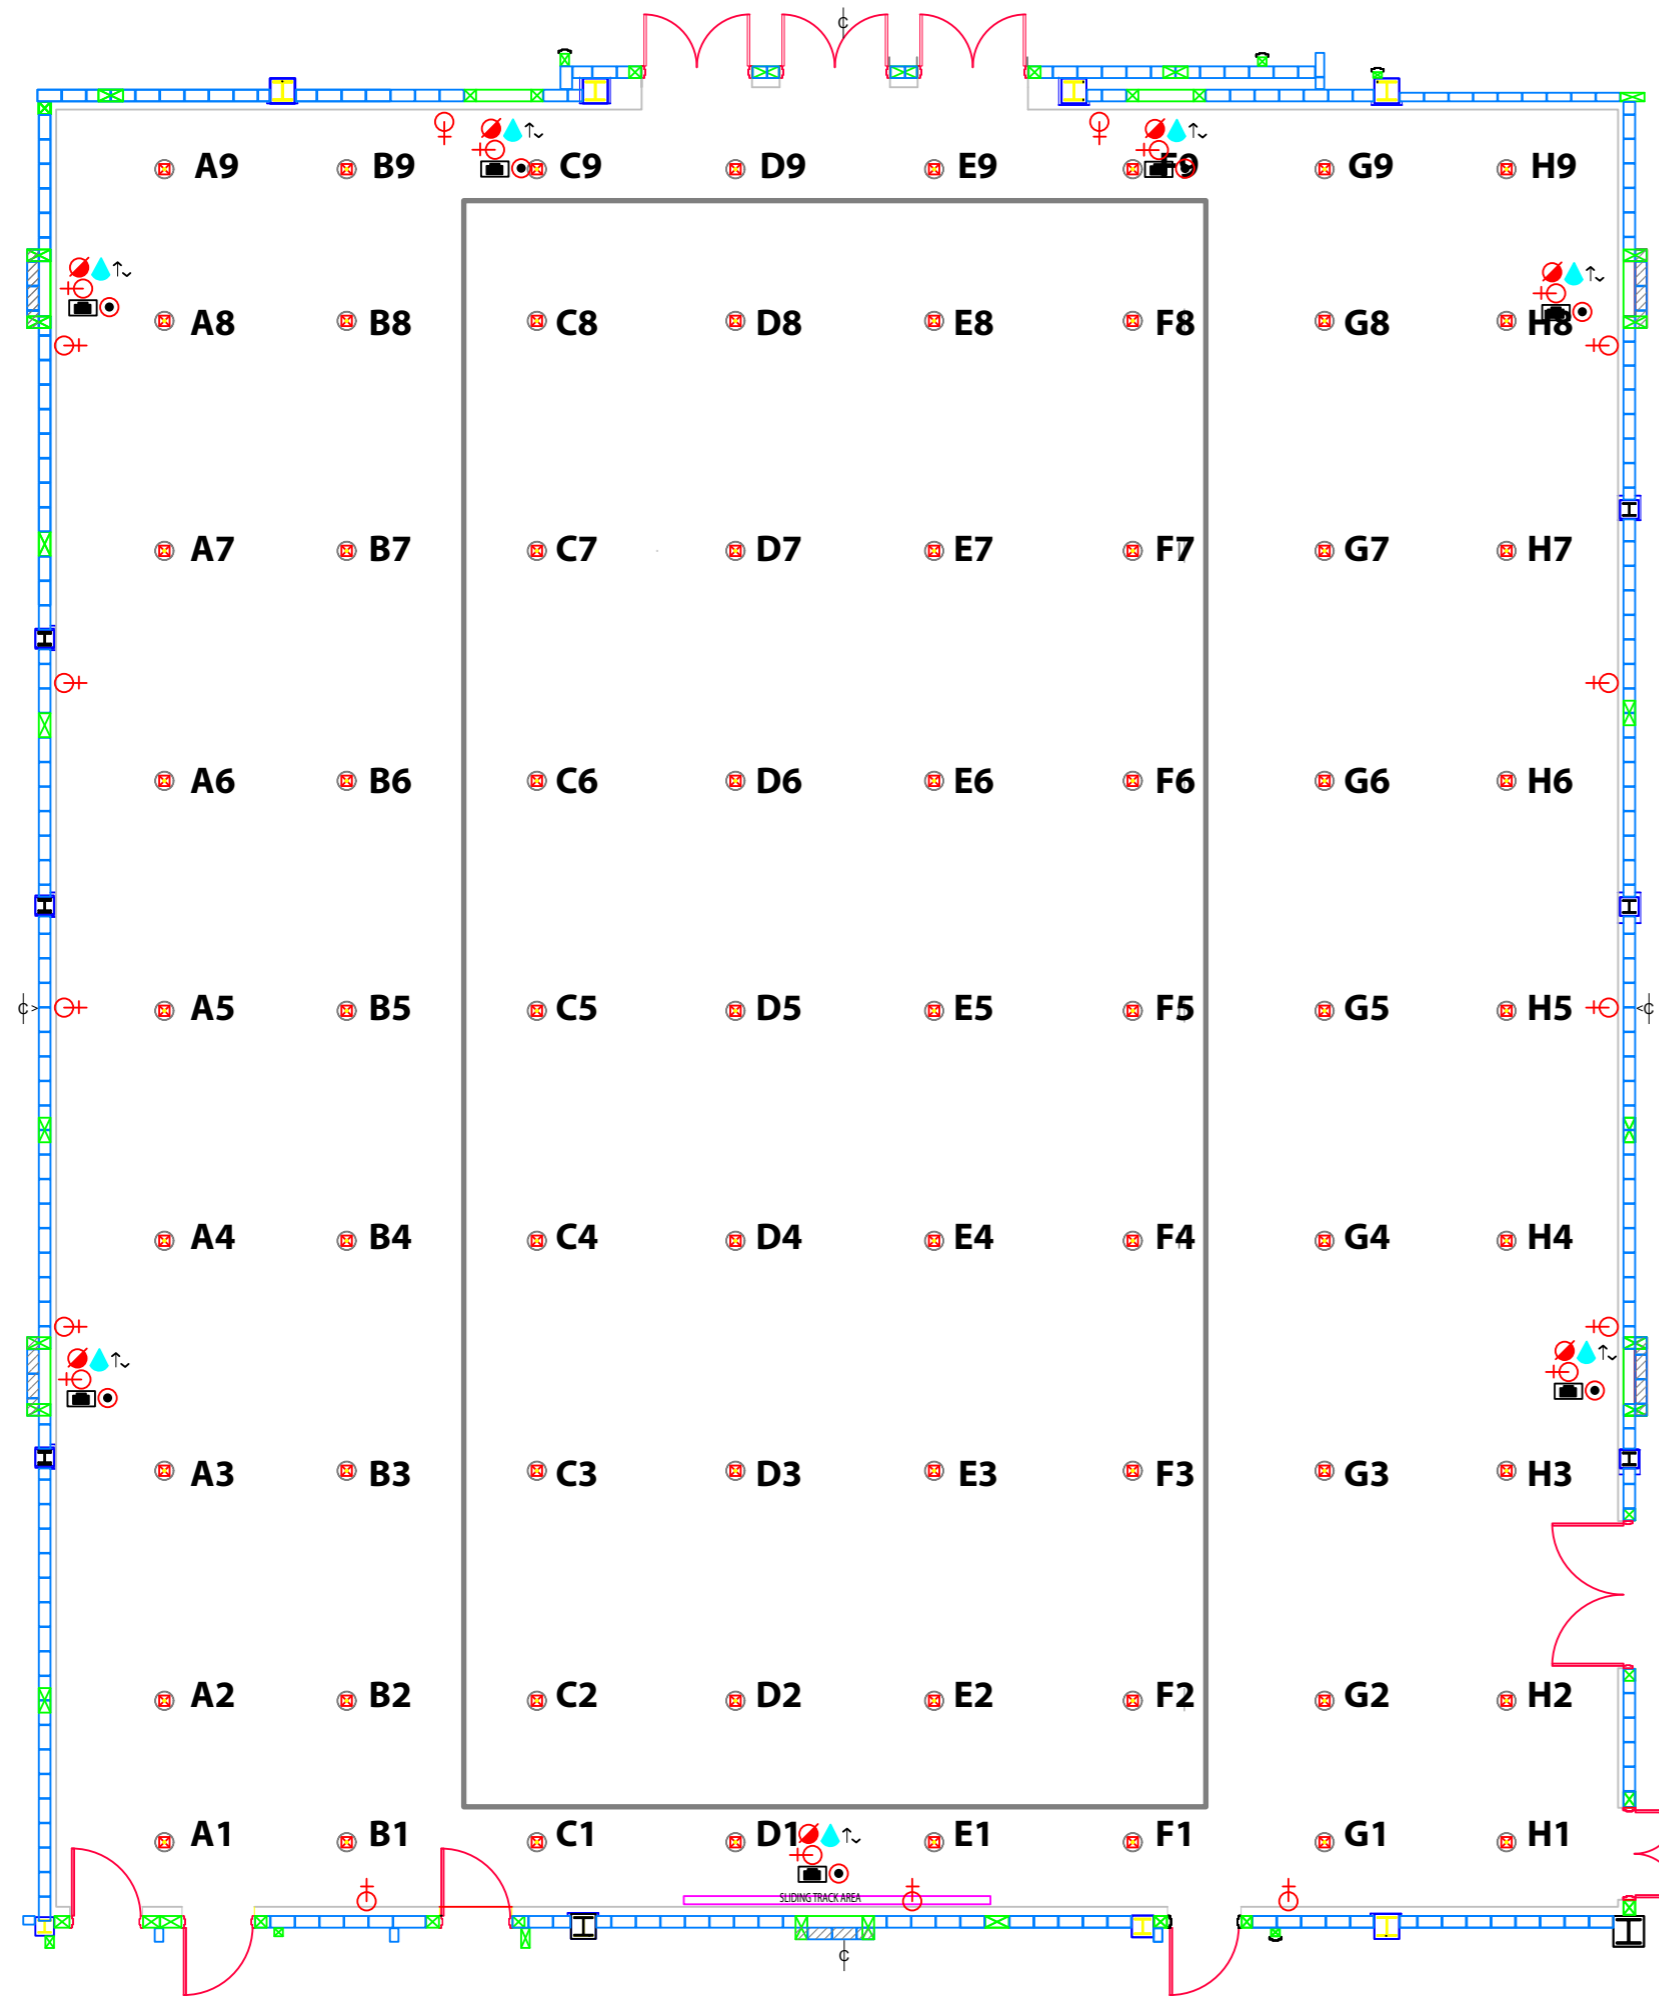 C
A9 B9 C9 D9 E9 F9 G9 H9
A8 B8 C8 D8 E8 F8 G8 H8
A7 B7 C7 D7 E7 F7 G7 H7
A6 B6 C6 D6 E6 F6 G6 H6
C A5 B5 C5 D5 E5 F5 G5 H5 C
A4 B4 C4 D4 E4 F4 G4 H4
A3 B3 C3 D3 E3 F3 G3 H3
A2 B2 C2 D2 E2 F2 G2 H2
A1 B1 C1 D1 E1 F1 G1 H1
SLIDING TRACK AREA
C